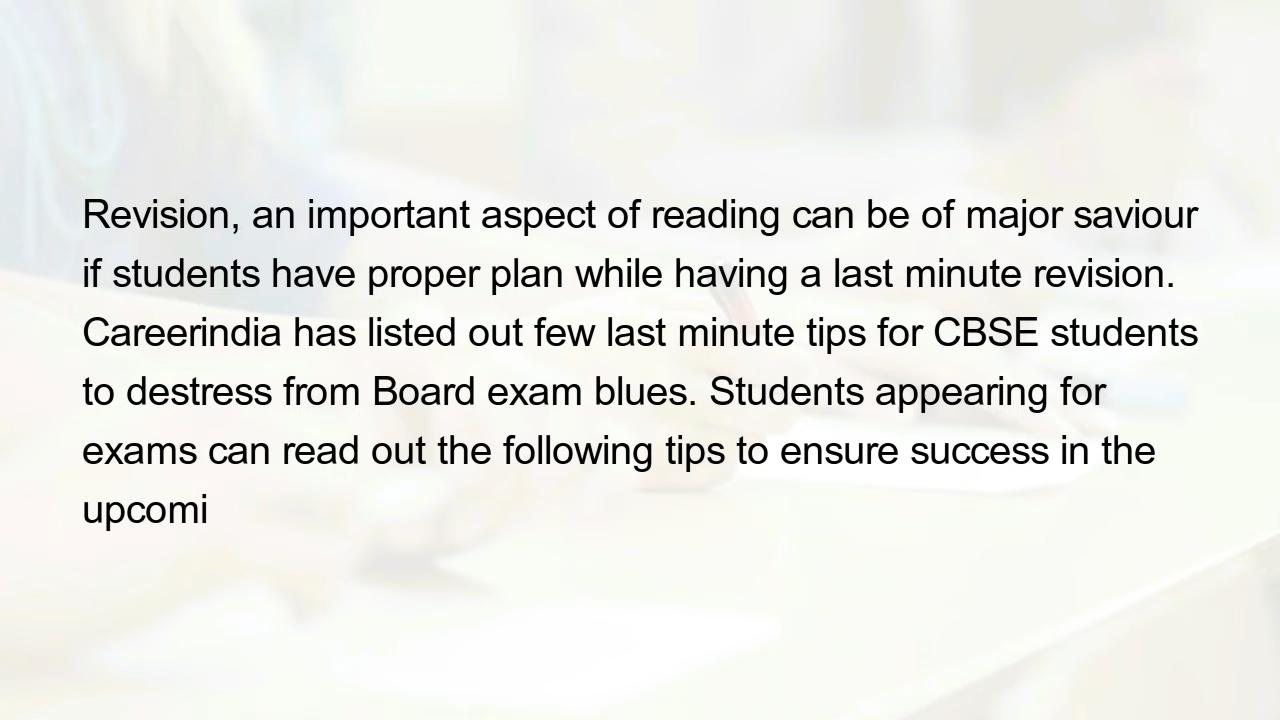 Revision, an important aspect of reading can be of major saviour
if students have proper plan while having a last minute revision.
Careerindia has listed out few last minute tips for CBSE students
to destress from Board exam blues. Students appearing for
exams can read out the following tips to ensure success in the
upcomi